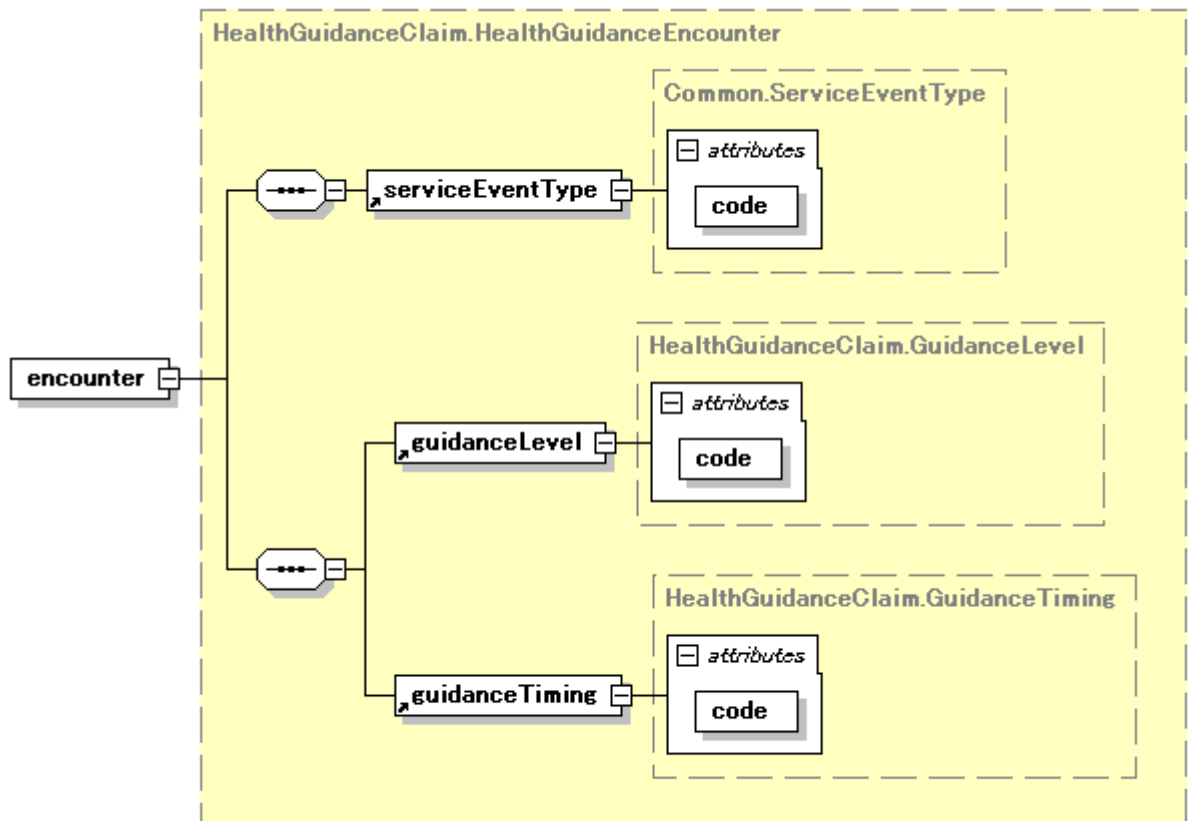 HealthGuidanceClaim.HealthGuidanceEncounter
Common.ServiceEventType
attributes
serviceEventType
code
HealthGuidanceClaim.GuidanceLevel
encounter
attributes
guidanceLevel
code
HealthGuidanceClaim.GuidanceTiming
attributes
guidanceTiming
code